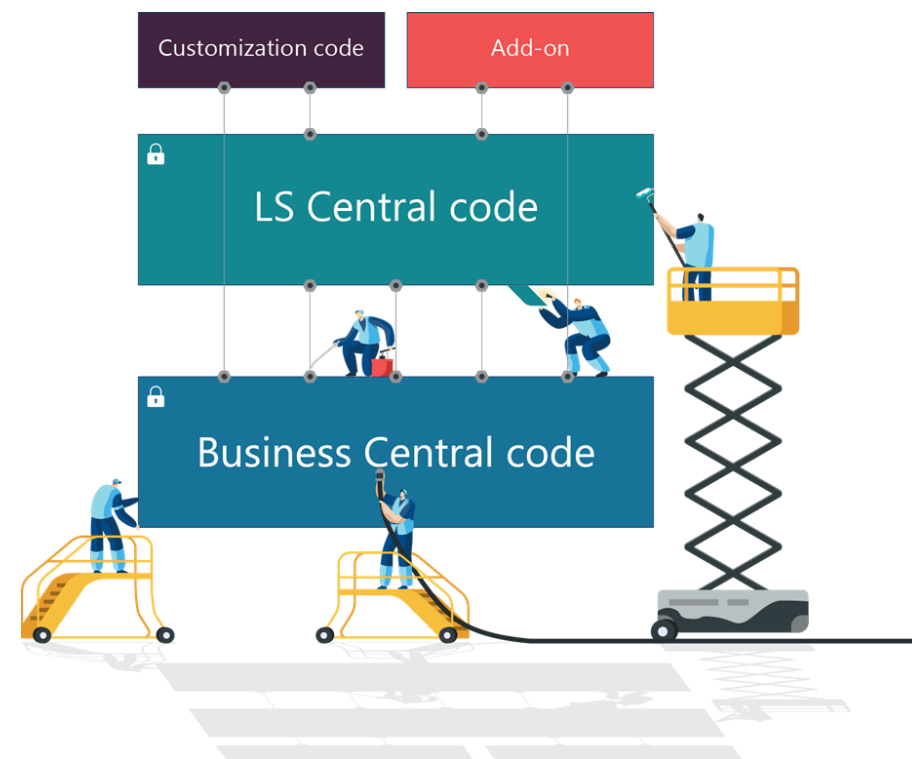 Customization code
Add-on
LS Central code
Business Central code